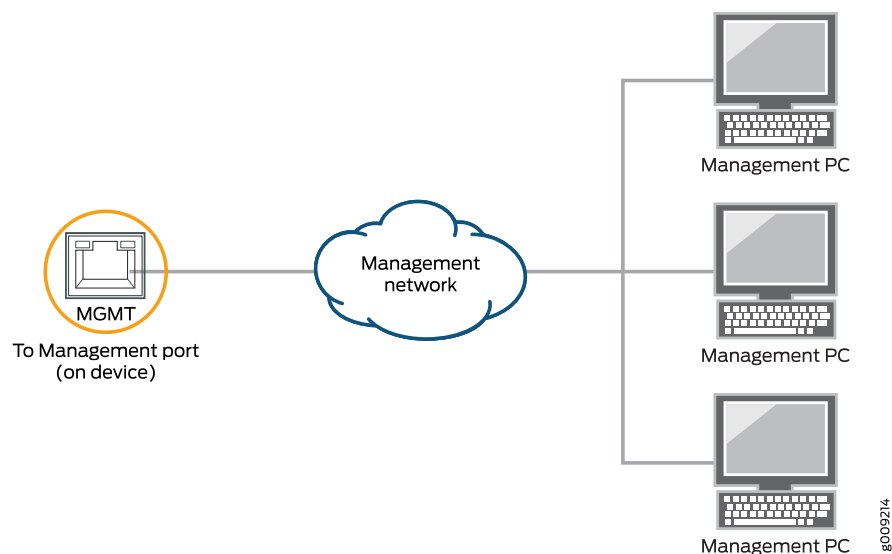 Management PC
Management
network
MGMT
To Management port
(on device)
Management PC
Management PC
g009214